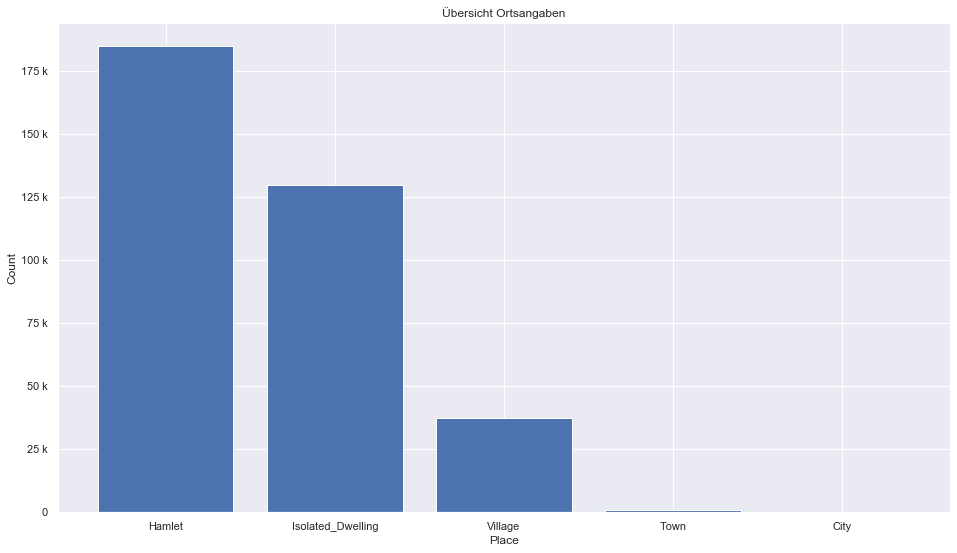 Übersicht Ortsangaben
175 k
150 k
125 k
100 k
75 k
50 k
25 k
0
Count
Hamlet
Isolated_Dwelling
Village
Town
City
Place